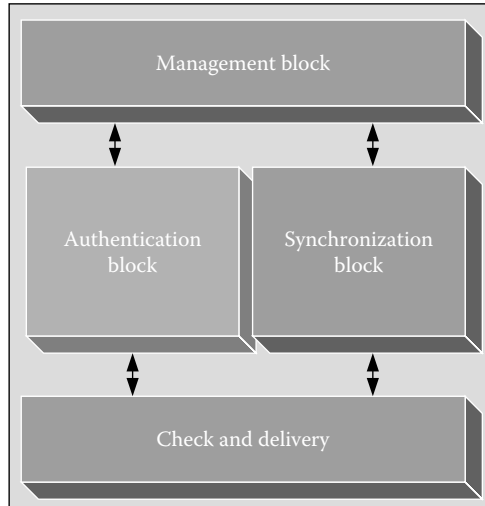 Management block
Authentication
block
Synchronization
block
Check and delivery